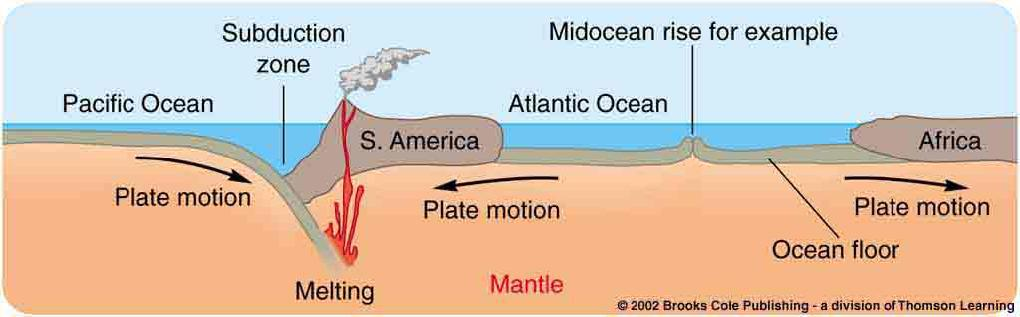 Subduction
zone
Midocean rise for example
Pacific Ocean
Atlantic Ocean
S. America
Africa
Plate motion
Plate motion
Plate motion
Ocean floor
Melting
Mantle
© 2002 Brooks Cole Publishing - a division of Thomson Learning